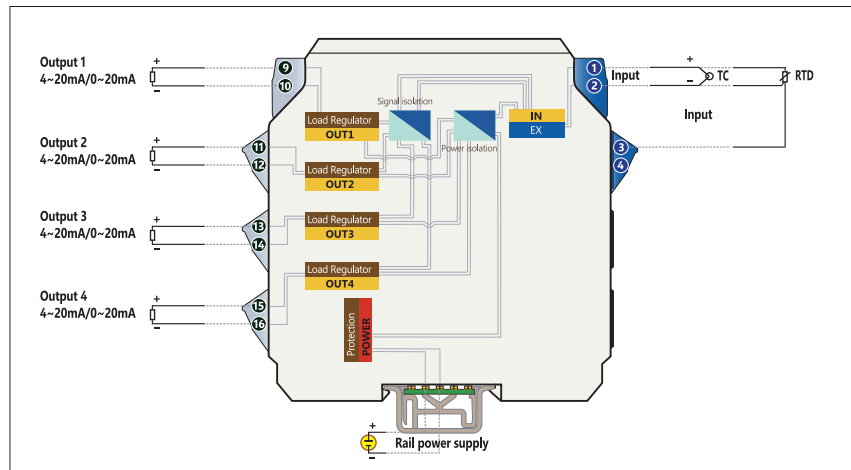 Output 1
4~20mA/0~20mA
+
−
9
10
Output 2
4~20mA/0~20mA
+
−
11
12
Output 3
4~20mA/0~20mA
+
−
13
14
Output 4
4~20mA/0~20mA
+
−
15
16
Signal isolation
Power isolation
Load Regulator
OUT1
Load Regulator
OUT2
Load Regulator
OUT3
Load Regulator
OUT4
Protection
POWER
IN
EX
1
2
Input
+
−
TC
RTD
Input
3
4
+
−
Rail power supply